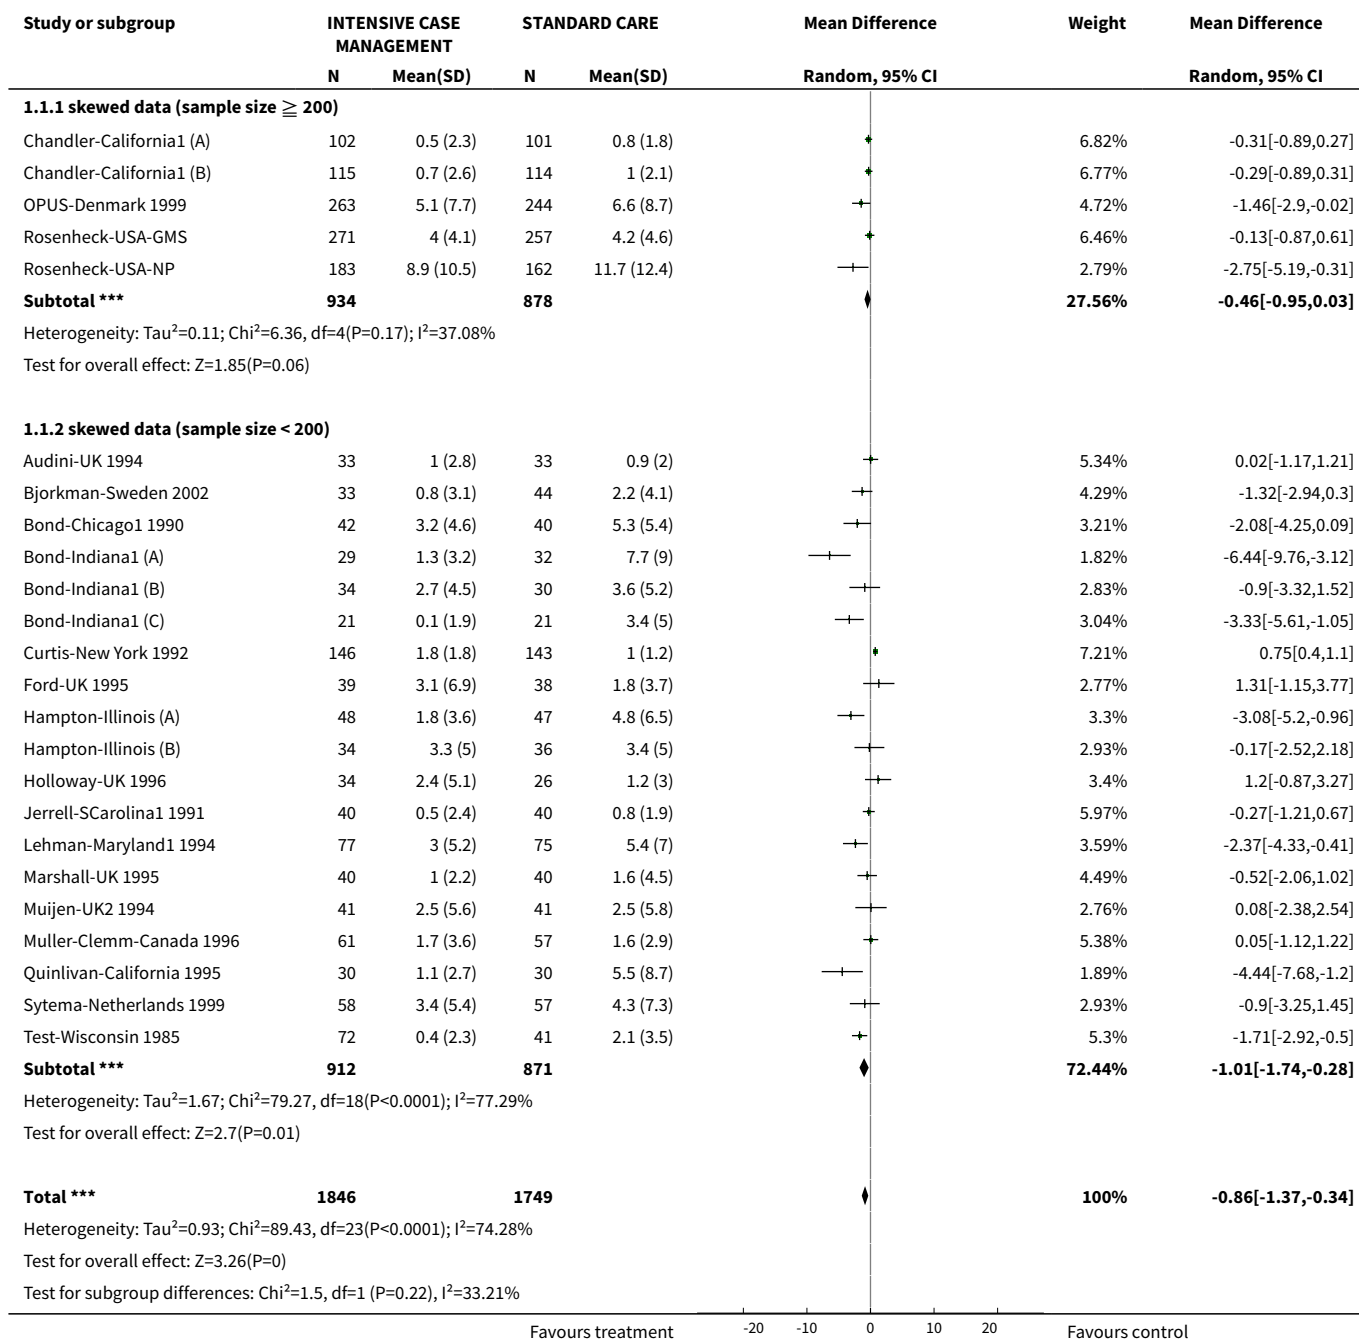 Study or subgroup INTENSIVE CASE MANAGEMENT STANDARD CARE Mean Difference Weight Mean Difference
N Mean(SD) N Mean(SD) Random, 95% CI Random, 95% CI
1.1.1 skewed data (sample size ≧ 200)
Chandler-California1 (A) 102 0.5 (2.3) 101 0.8 (1.8) 6.82% -0.31[-0.89,0.27]
Chandler-California1 (B) 115 0.7 (2.6) 114 1 (2.1) 6.77% -0.29[-0.89,0.31]
OPUS-Denmark 1999 263 5.1 (7.7) 244 6.6 (8.7) 4.72% -1.46[-2.9,-0.02]
Rosenheck-USA-GMS 271 4 (4.1) 257 4.2 (4.6) 6.46% -0.13[-0.87,0.61]
Rosenheck-USA-NP 183 8.9 (10.5) 162 11.7 (12.4) 2.79% -2.75[-5.19,-0.31]
Subtotal *** 934 878 27.56% -0.46[-0.95,0.03]
Heterogeneity: Tau²=0.11; Chi²=6.36, df=4(P=0.17); I²=37.08%
Test for overall effect: Z=1.85(P=0.06)
1.1.2 skewed data (sample size < 200)
Audini-UK 1994 33 1 (2.8) 33 0.9 (2) 5.34% 0.02[-1.17,1.21]
Bjorkman-Sweden 2002 33 0.8 (3.1) 44 2.2 (4.1) 4.29% -1.32[-2.94,0.3]
Bond-Chicago1 1990 42 3.2 (4.6) 40 5.3 (5.4) 3.21% -2.08[-4.25,0.09]
Bond-Indiana1 (A) 29 1.3 (3.2) 32 7.7 (9) 1.82% -6.44[-9.76,-3.12]
Bond-Indiana1 (B) 34 2.7 (4.5) 30 3.6 (5.2) 2.83% -0.9[-3.32,1.52]
Bond-Indiana1 (C) 21 0.1 (1.9) 21 3.4 (5) 3.04% -3.33[-5.61,-1.05]
Curtis-New York 1992 146 1.8 (1.8) 143 1 (1.2) 7.21% 0.75[0.4,1.1]
Ford-UK 1995 39 3.1 (6.9) 38 1.8 (3.7) 2.77% 1.31[-1.15,3.77]
Hampton-Illinois (A) 48 1.8 (3.6) 47 4.8 (6.5) 3.3% -3.08[-5.2,-0.96]
Hampton-Illinois (B) 34 3.3 (5) 36 3.4 (5) 2.93% -0.17[-2.52,2.18]
Holloway-UK 1996 34 2.4 (5.1) 26 1.2 (3) 3.4% 1.2[-0.87,3.27]
Jerrell-SCarolina1 1991 40 0.5 (2.4) 40 0.8 (1.9) 5.97% -0.27[-1.21,0.67]
Lehman-Maryland1 1994 77 3 (5.2) 75 5.4 (7) 3.59% -2.37[-4.33,-0.41]
Marshall-UK 1995 40 1 (2.2) 40 1.6 (4.5) 4.49% -0.52[-2.06,1.02]
Muijen-UK2 1994 41 2.5 (5.6) 41 2.5 (5.8) 2.76% 0.08[-2.38,2.54]
Muller-Clemm-Canada 1996 61 1.7 (3.6) 57 1.6 (2.9) 5.38% 0.05[-1.12,1.22]
Quinlivan-California 1995 30 1.1 (2.7) 30 5.5 (8.7) 1.89% -4.44[-7.68,-1.2]
Sytema-Netherlands 1999 58 3.4 (5.4) 57 4.3 (7.3) 2.93% -0.9[-3.25,1.45]
Test-Wisconsin 1985 72 0.4 (2.3) 41 2.1 (3.5) 5.3% -1.71[-2.92,-0.5]
Subtotal *** 912 871 72.44% -1.01[-1.74,-0.28]
Heterogeneity: Tau²=1.67; Chi²=79.27, df=18(P<0.0001); I²=77.29%
Test for overall effect: Z=2.7(P=0.01)
Total *** 1846 1749 100% -0.86[-1.37,-0.34]
Heterogeneity: Tau²=0.93; Chi²=89.43, df=23(P<0.0001); I²=74.28%
Test for overall effect: Z=3.26(P=0)
Test for subgroup differences: Chi²=1.5, df=1 (P=0.22), I²=33.21%
Favours treatment -20 -10 0 10 20 Favours control